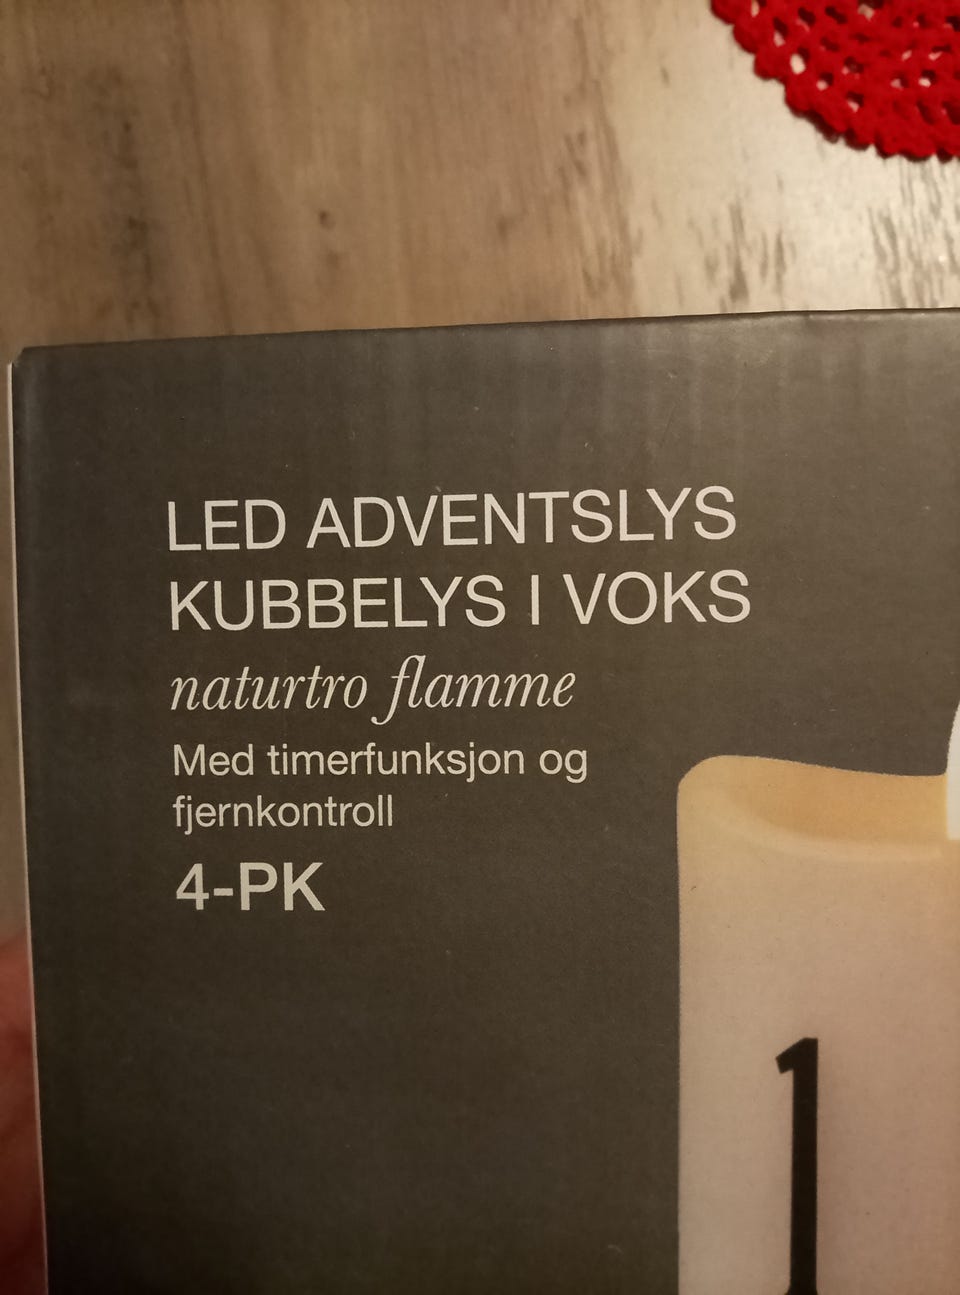 LED ADVENTSLYS
KUBBELYS I VOKS
naturtro flamme
Med timerfunksjon og
fjernkontroll
4-PK
1